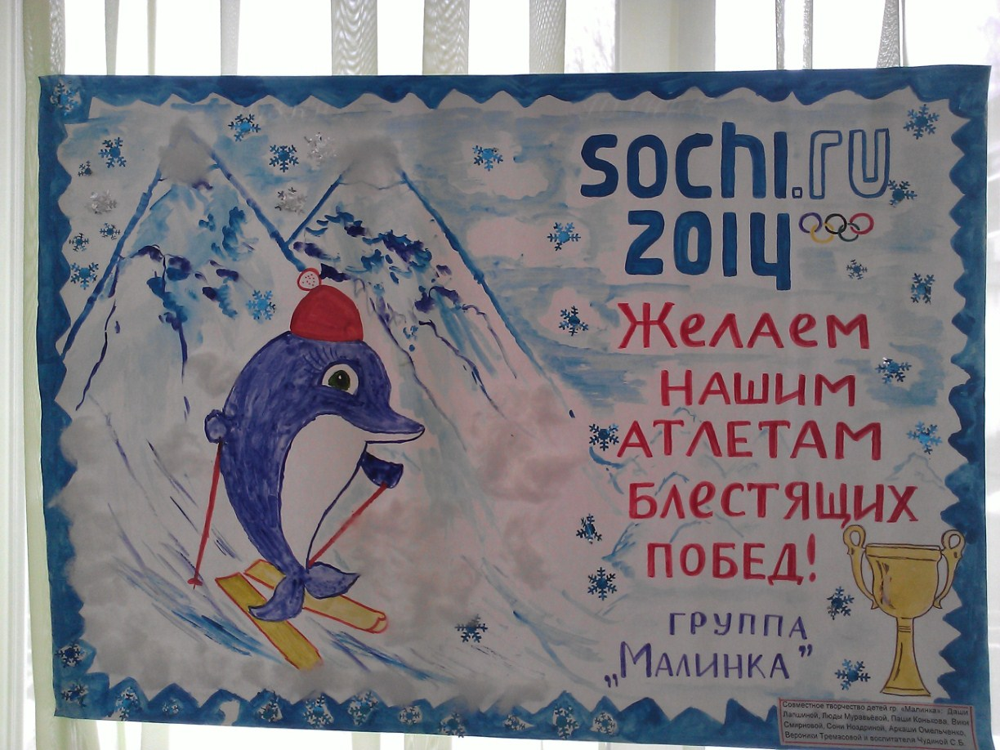 sochi.ru
2014
Желаем
нашим
атлетам
блестящих
побед!
группа
„Малинка”
Совместное творчество детей гр. «Малинка»: Даши
Лапшиной, Люды Муравьёвой, Паши Конькова, Вики
Смирновой, Сони Ноздриной, Аркаши Омельченко,
Вероники Тремасовой и воспитателя Чудиной С.Б.